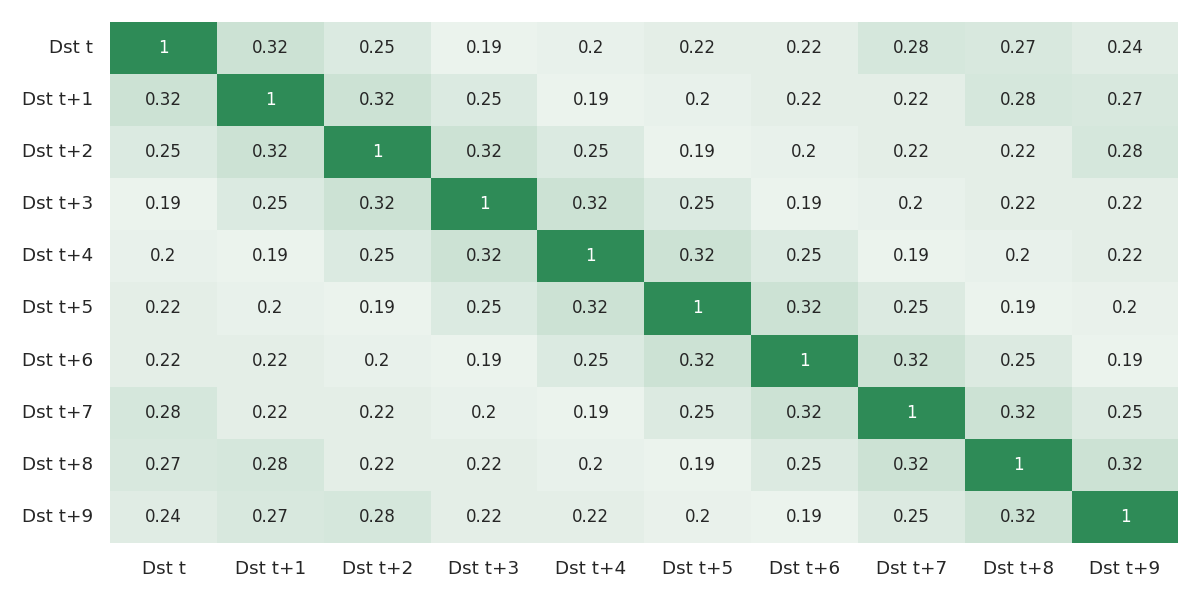 Dst t 1 0.32 0.25 0.19 0.2 0.22 0.22 0.28 0.27 0.24
Dst t+1 0.32 1 0.32 0.25 0.19 0.2 0.22 0.22 0.28 0.27
Dst t+2 0.25 0.32 1 0.32 0.25 0.19 0.2 0.22 0.22 0.28
Dst t+3 0.19 0.25 0.32 1 0.32 0.25 0.19 0.2 0.22 0.22
Dst t+4 0.2 0.19 0.25 0.32 1 0.32 0.25 0.19 0.2 0.22
Dst t+5 0.22 0.2 0.19 0.25 0.32 1 0.32 0.25 0.19 0.2
Dst t+6 0.22 0.22 0.2 0.19 0.25 0.32 1 0.32 0.25 0.19
Dst t+7 0.28 0.22 0.22 0.2 0.19 0.25 0.32 1 0.32 0.25
Dst t+8 0.27 0.28 0.22 0.22 0.2 0.19 0.25 0.32 1 0.32
Dst t+9 0.24 0.27 0.28 0.22 0.22 0.2 0.19 0.25 0.32 1
Dst t Dst t+1 Dst t+2 Dst t+3 Dst t+4 Dst t+5 Dst t+6 Dst t+7 Dst t+8 Dst t+9